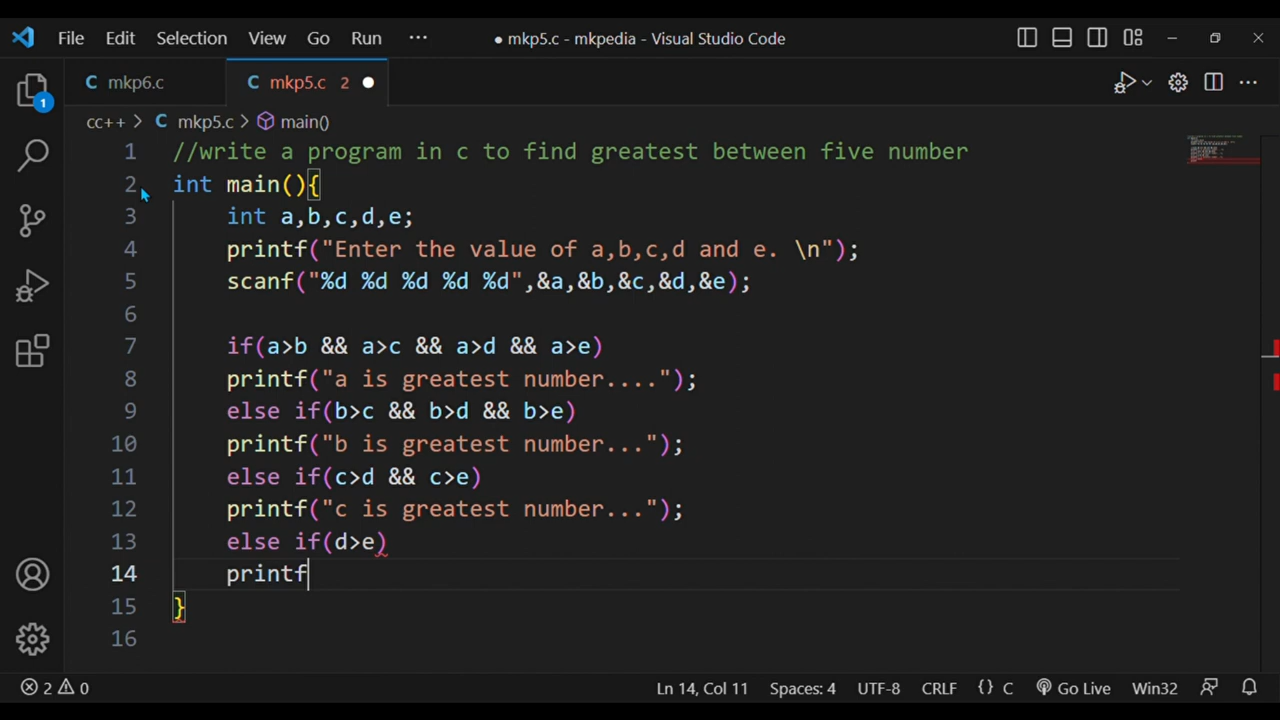 File Edit Selection View Go Run ··· ● mkp5.c - mkpedia - Visual Studio Code
C mkp6.c C mkp5.c 2 ●
1
cc++ > C mkp5.c > main()
1 //write a program in c to find greatest between five number
2 int main(){
3 int a,b,c,d,e;
4 printf("Enter the value of a,b,c,d and e. \n");
5 scanf("%d %d %d %d %d",&a,&b,&c,&d,&e);
6
7 if(a>b && a>c && a>d && a>e)
8 printf("a is greatest number....");
9 else if(b>c && b>d && b>e)
10 printf("b is greatest number...");
11 else if(c>d && c>e)
12 printf("c is greatest number...");
13 else if(d>e)
14 printf
15 }
16
2 0 Ln 14, Col 11 Spaces: 4 UTF-8 CRLF {} C Go Live Win32